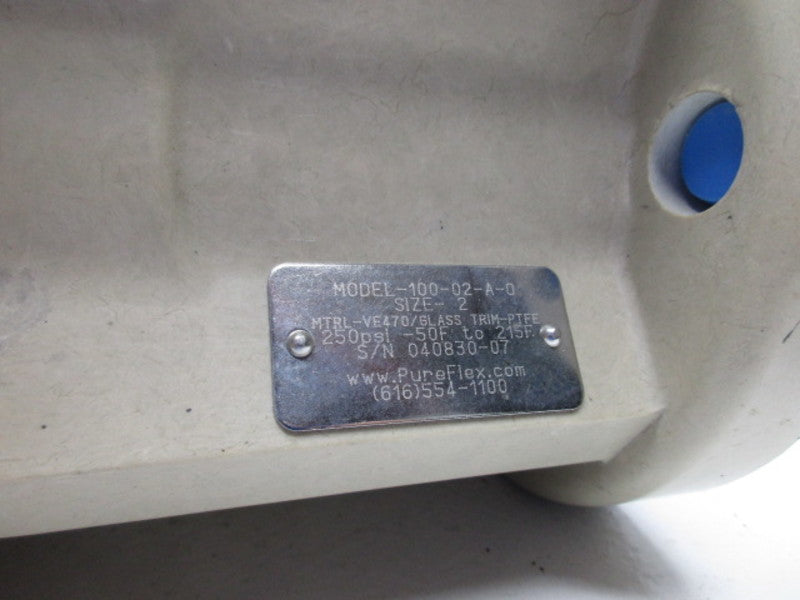 MODEL-100-02-A-0
SIZE- 2
MTRL-VE470/GLASS TRIM-PTFE
250psi -50F to 215F
S/N 040830-07
www.PureFlex.com
(616)554-1100